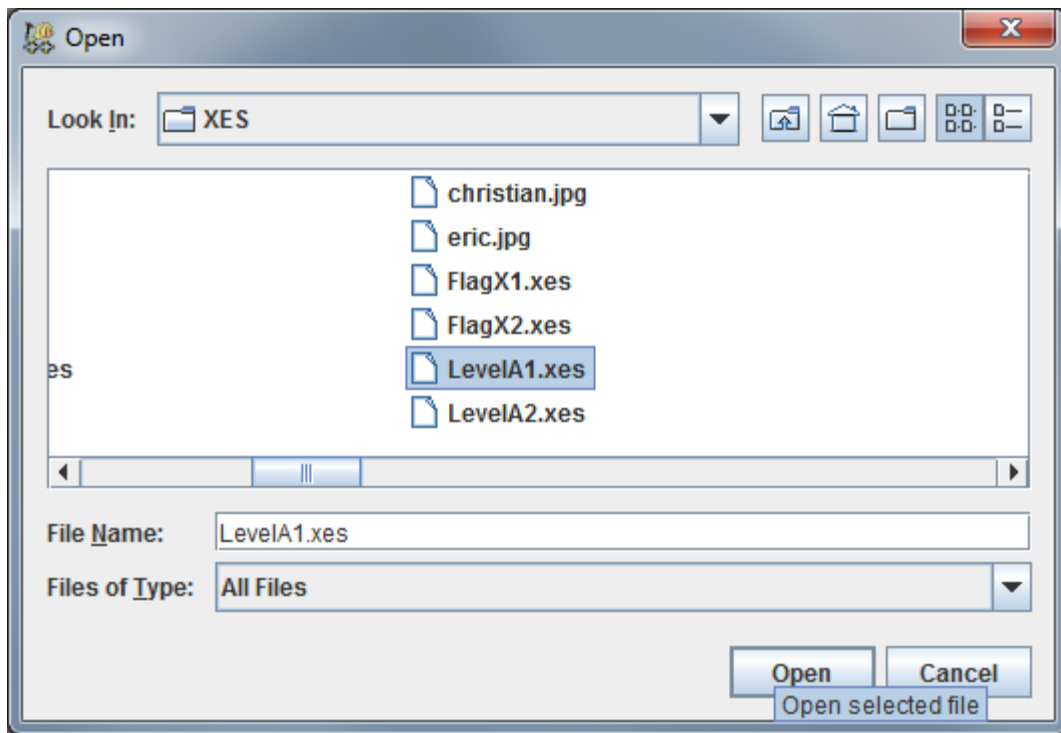 Open
Look In: XES
christian.jpg
eric.jpg
FlagX1.xes
FlagX2.xes
es LevelA1.xes
LevelA2.xes
File Name: LevelA1.xes
Files of Type: All Files
Open Cancel
Open selected file